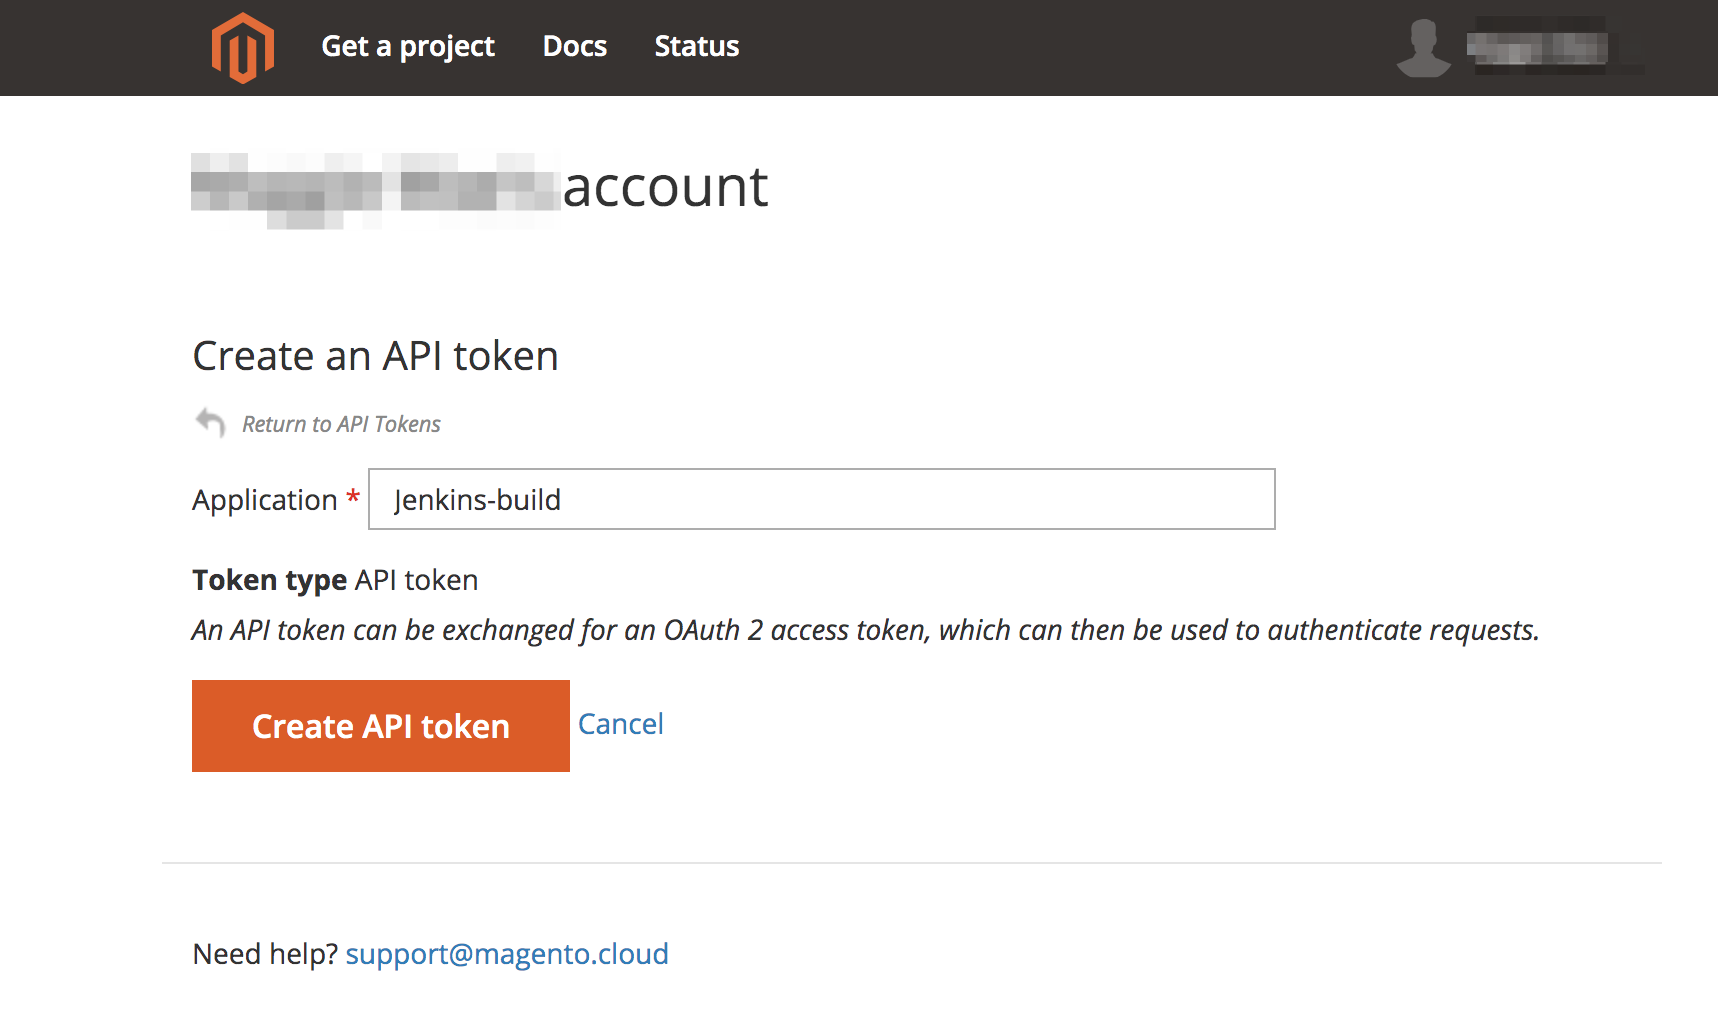 Get a project Docs Status
account
Create an API token
Return to API Tokens
Application * Jenkins-build
Token type API token
An API token can be exchanged for an OAuth 2 access token, which can then be used to authenticate requests.
Create API token Cancel
Need help? support@magento.cloud